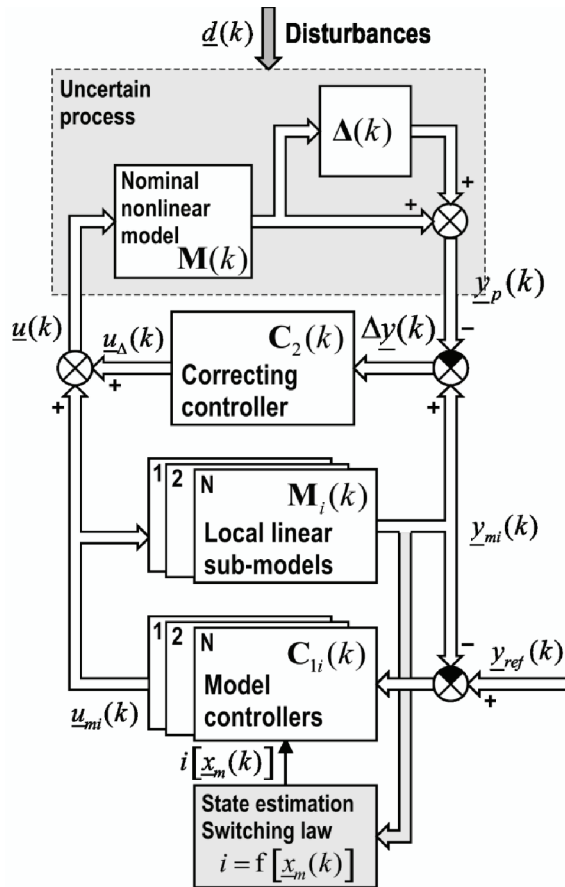 d(k) Disturbances
Uncertain
process
Δ(k)
Nominal
nonlinear
model
M(k)
+
+
y_p(k)
u(k)
u_Δ(k)
C₂(k)
Δy(k)
−
Correcting
controller
+
+
+
1
2
N
M_i(k)
Local linear
sub-models
y_mi(k)
1
2
N
C_1i(k)
−
y_ref(k)
Model
controllers
+
u_mi(k)
i[x_m(k)]
State estimation
Switching law
i = f[x_m(k)]